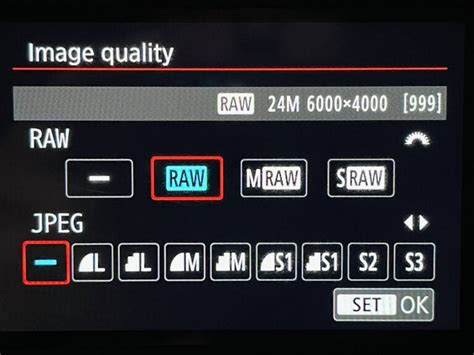 Image quality
RAW 24M 6000×4000 [999]
RAW
— RAW MRAW SRAW
JPEG
— L L M M S1 S1 S2 S3
SET OK